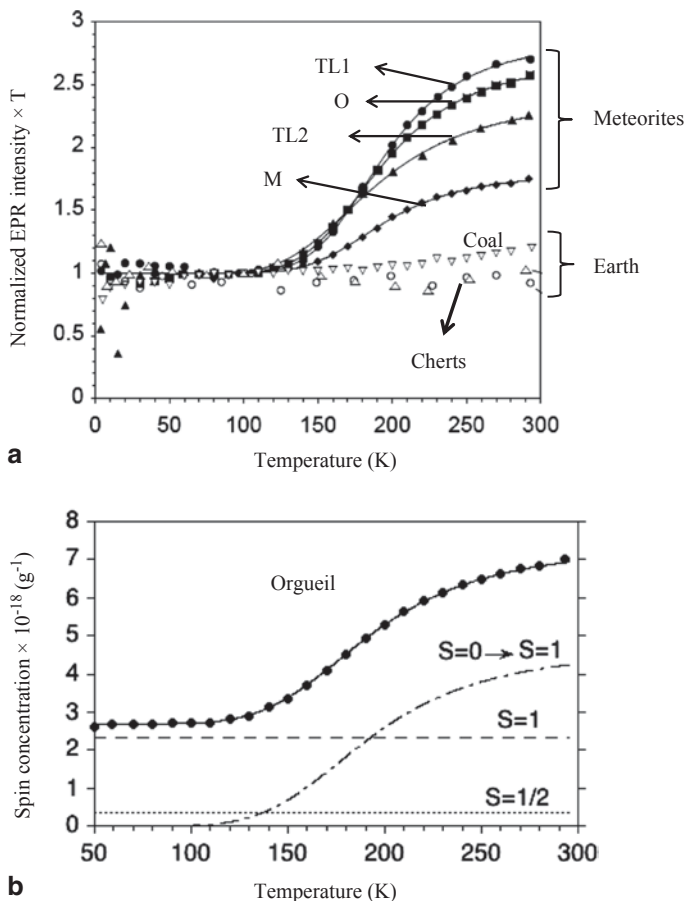 Normalized EPR intensity × T
3
2.5
2
1.5
1
0.5
0
TL1
O
TL2
M
Meteorites
Coal
Earth
Cherts
0 50 100 150 200 250 300
Temperature (K)
a
Spin concentration × 10-18 (g-1)
8
7
6
5
4
3
2
1
0
Orgueil
S=0→S=1
S=1
S=1/2
50 100 150 200 250 300
Temperature (K)
b